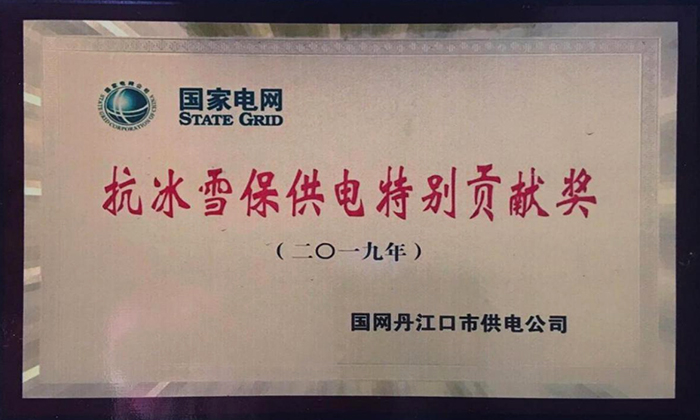 国家电网
STATE GRID
抗冰雪保供电特别贡献奖
（二〇一九年）
国网丹江口市供电公司